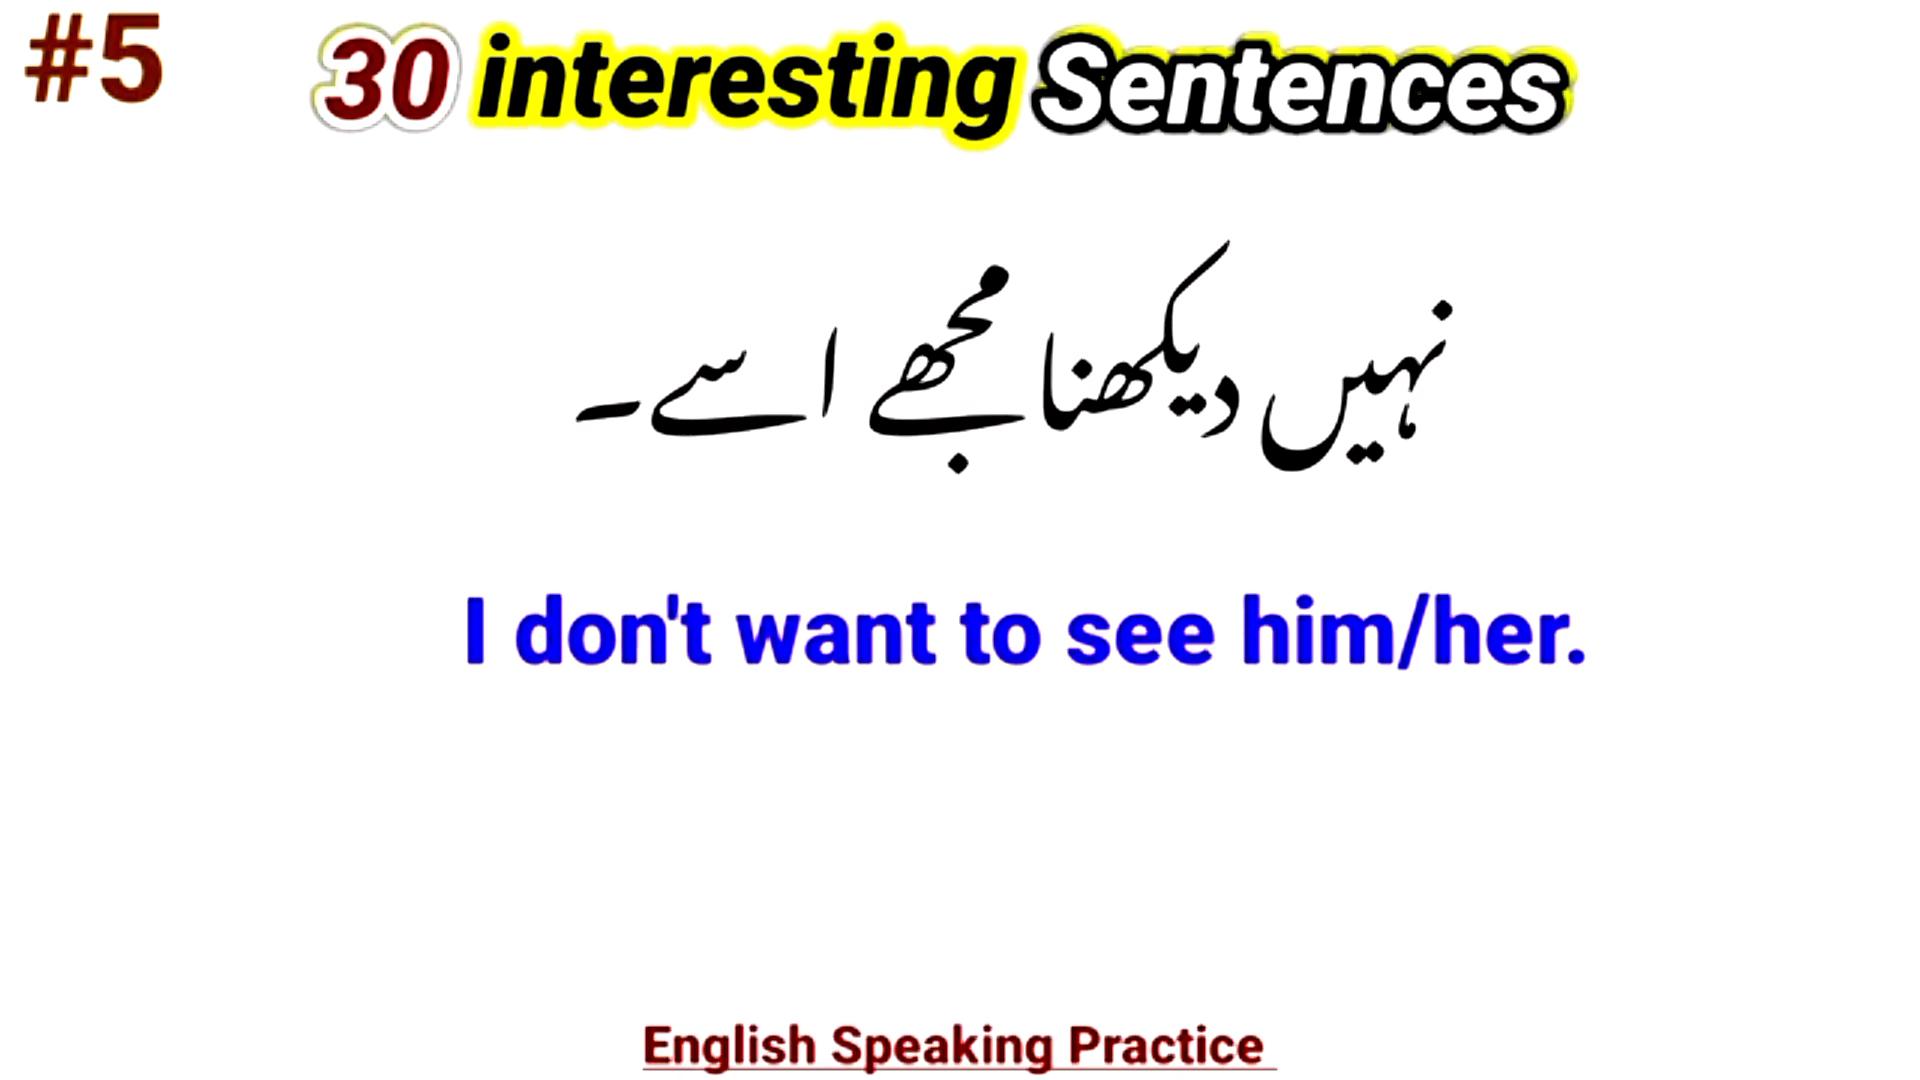 #5
30 interesting Sentences
نہیں دیکھنا مجھے اسے۔
I don't want to see him/her.
English Speaking Practice